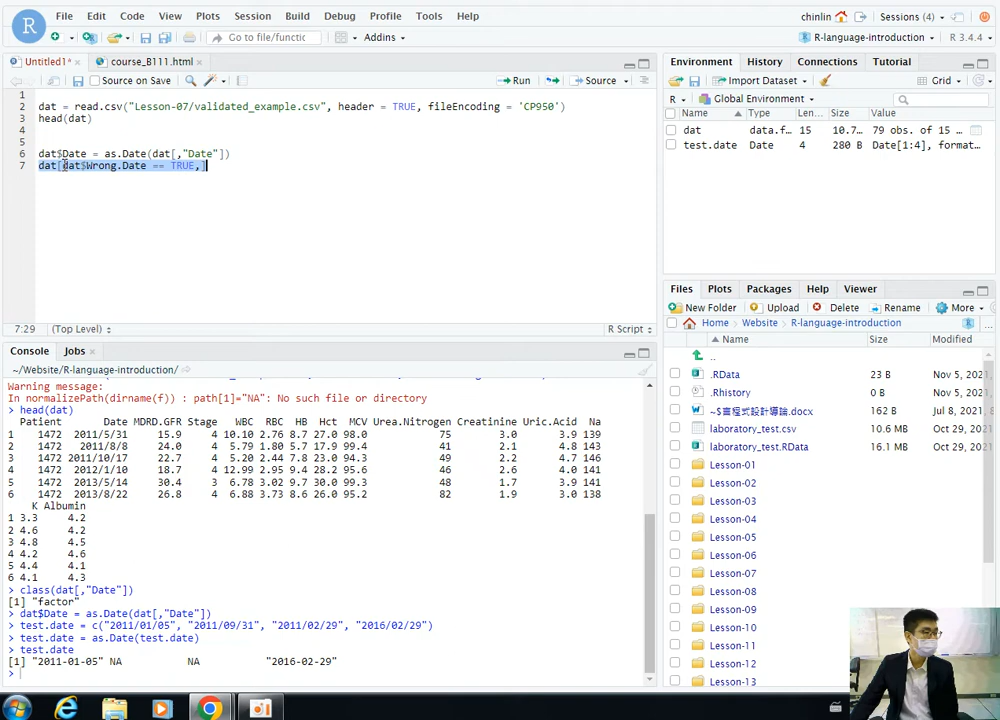 File Edit Code View Plots Session Build Debug Profile Tools Help
chinlin Sessions (4)
Go to file/functic Addins
R-language-introduction R 3.4.4
Untitled1* course_B111.html
Source on Save Run Source
1
2 dat = read.csv("Lesson-07/validated_example.csv", header = TRUE, fileEncoding = 'CP950')
3 head(dat)
4
5
6 dat$Date = as.Date(dat[,"Date"])
7 dat[dat$Wrong.Date == TRUE,]
7:29 (Top Level) R Script
Console Jobs
~/Website/R-language-introduction/
Warning message:
In normalizePath(dirname(f)) : path[1]="NA": No such file or directory
> head(dat)
Patient Date MDRD.GFR Stage WBC RBC HB Hct MCV Urea.Nitrogen Creatinine Uric.Acid Na
1 1472 2011/5/31 15.9 4 10.10 2.76 8.7 27.0 98.0 75 3.0 3.9 139
2 1472 2011/8/8 24.0 4 5.79 1.80 5.7 17.9 99.4 41 2.1 4.8 143
3 1472 2011/10/17 22.7 4 5.20 2.44 7.8 23.0 94.3 49 2.2 4.7 146
4 1472 2012/1/10 18.7 4 12.99 2.95 9.4 28.2 95.6 46 2.6 4.0 141
5 1472 2013/5/14 30.4 3 6.78 3.02 9.7 30.0 99.3 48 1.7 3.9 141
6 1472 2013/8/22 26.8 4 6.88 3.73 8.6 26.0 95.2 82 1.9 3.0 138
K Albumin
1 3.3 4.2
2 4.6 4.2
3 4.8 4.5
4 4.2 4.6
5 4.4 4.1
6 4.1 4.3
> class(dat[,"Date"])
[1] "factor"
> dat$Date = as.Date(dat[,"Date"])
> test.date = c("2011/01/05", "2011/09/31", "2011/02/29", "2016/02/29")
> test.date = as.Date(test.date)
> test.date
[1] "2011-01-05" NA NA "2016-02-29"
>
Environment History Connections Tutorial
Import Dataset Grid
R Global Environment
Name Type Len... Size Value
dat data.f... 15 10.7... 79 obs. of 15 ...
test.date Date 4 280 B Date[1:4], format...
Files Plots Packages Help Viewer
New Folder Upload Delete Rename More
Home Website R-language-introduction ...
Name Size Modified
..
.RData 23 B Nov 5, 2021,
.Rhistory 0 B Nov 5, 2021,
~$言程式設計導論.docx 162 B Jul 8, 2021,
laboratory_test.csv 10.6 MB Oct 29, 2021
laboratory_test.RData 16.1 MB Oct 29, 2021
Lesson-01
Lesson-02
Lesson-03
Lesson-04
Lesson-05
Lesson-06
Lesson-07
Lesson-08
Lesson-09
Lesson-10
Lesson-11
Lesson-12
Lesson-13